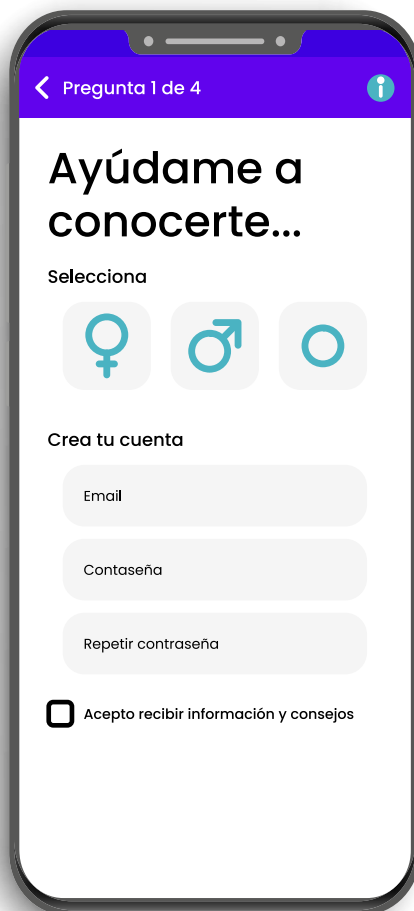 Pregunta 1 de 4
Ayúdame a
conocerte...
Selecciona
Crea tu cuenta
Email
Contaseña
Repetir contraseña
Acepto recibir información y consejos